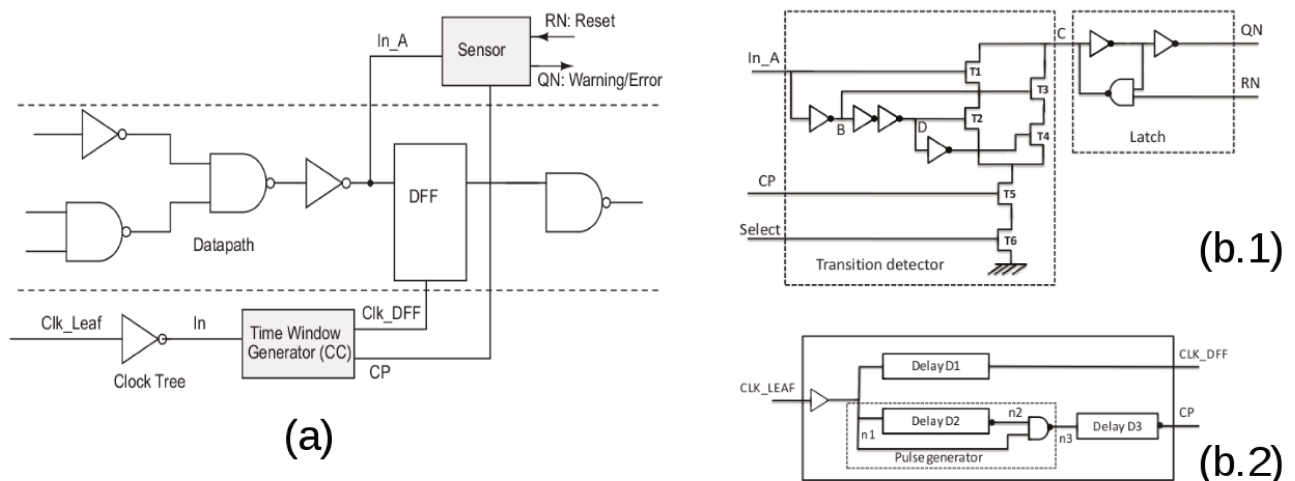 RN: Reset
In_A
Sensor
QN: Warning/Error
DFF
Datapath
Clk_Leaf
In
Clk_DFF
Time Window
Generator (CC)
CP
Clock Tree
(a)
C
QN
In_A
T1
T3
RN
B
D
T2
T4
Latch
CP
T5
Select
T6
Transition detector
(b.1)
Delay D1
CLK_DFF
CLK_LEAF
n2
Delay D2
CP
n1
n3
Delay D3
Pulse generator
(b.2)